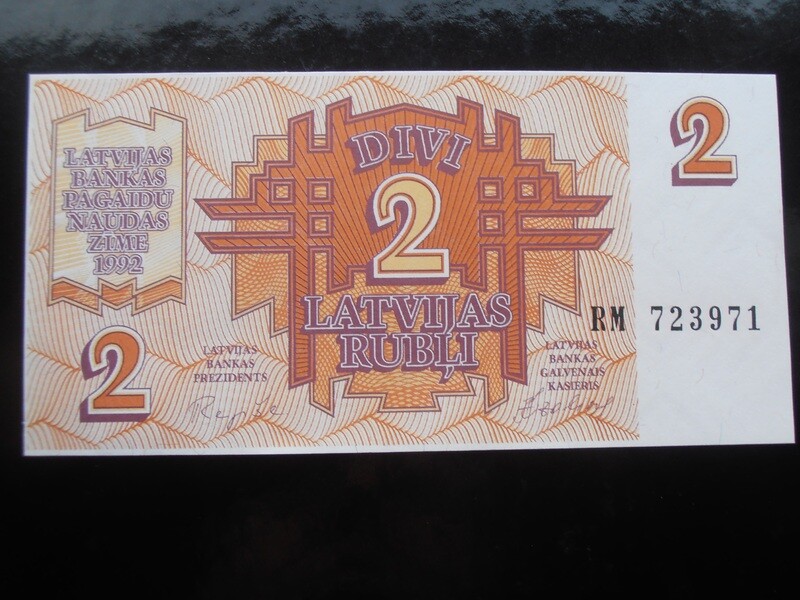 LATVIJAS
BANKAS
PAGAIDU
NAUDAS
ZĪME
1992
DIVI
2
LATVIJAS
RUBĻI
2
2
LATVIJAS
BANKAS
PREZIDENTS
LATVIJAS
BANKAS
GALVENAIS
KASIERIS
RM 723971